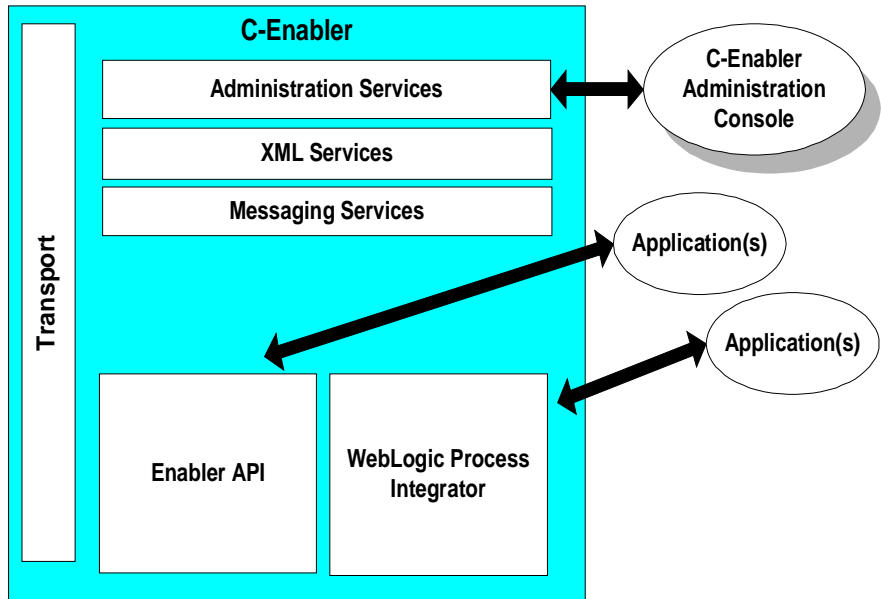 C-Enabler
Administration Services
XML Services
Messaging Services
Transport
Enabler API
WebLogic Process
Integrator
C-Enabler
Administration
Console
Application(s)
Application(s)